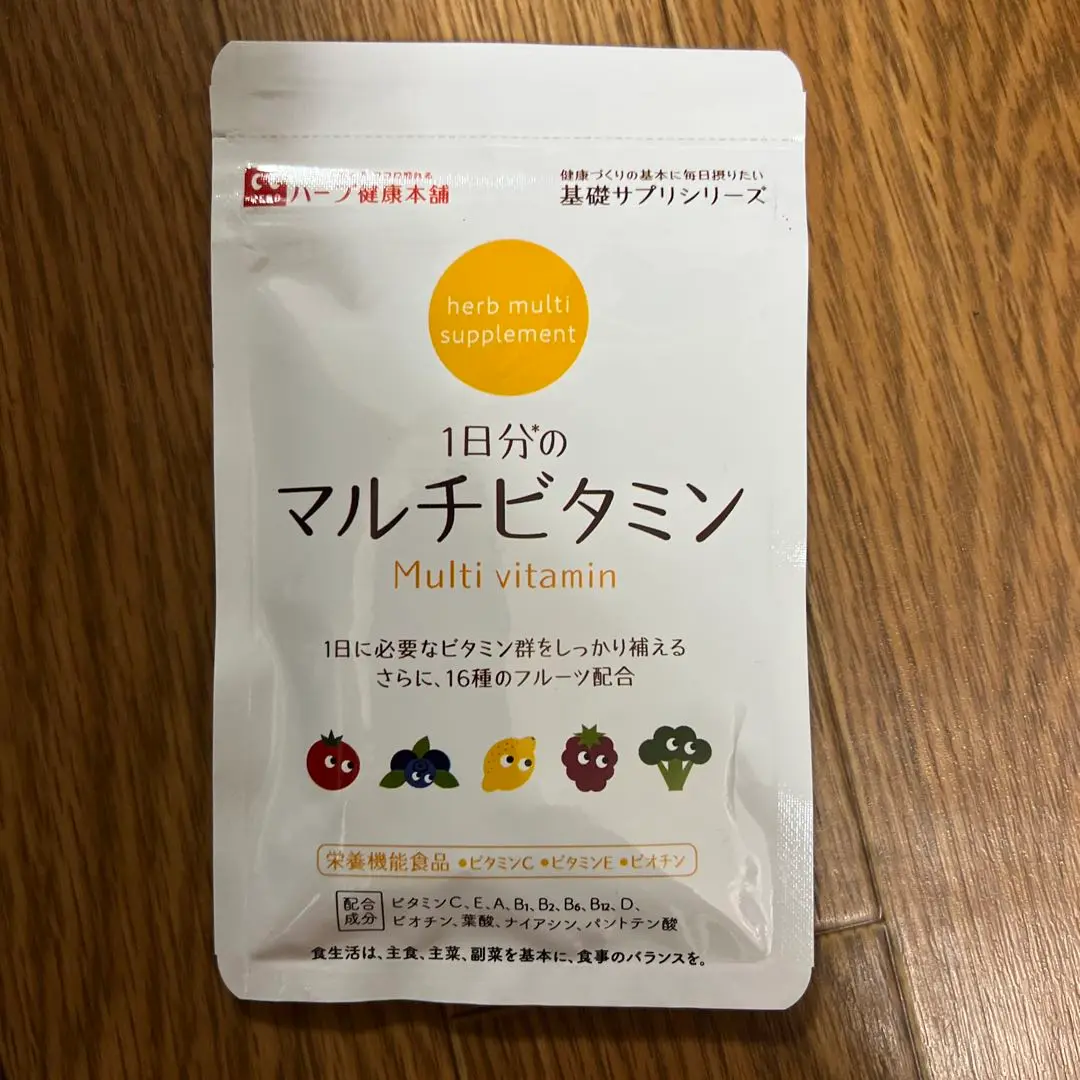 ハーブ健康本舗
健康づくりの基本に毎日摂りたい
基礎サプリシリーズ
herb multi
supplement
1日分*の
マルチビタミン
Multi vitamin
1日に必要なビタミン群をしっかり補える
さらに、16種のフルーツ配合
栄養機能食品 ●ビタミンC ●ビタミンE ●ビオチン
配合
成分
ビタミンC、E、A、B₁、B₂、B₆、B₁₂、D、
ビオチン、葉酸、ナイアシン、パントテン酸
食生活は、主食、主菜、副菜を基本に、食事のバランスを。